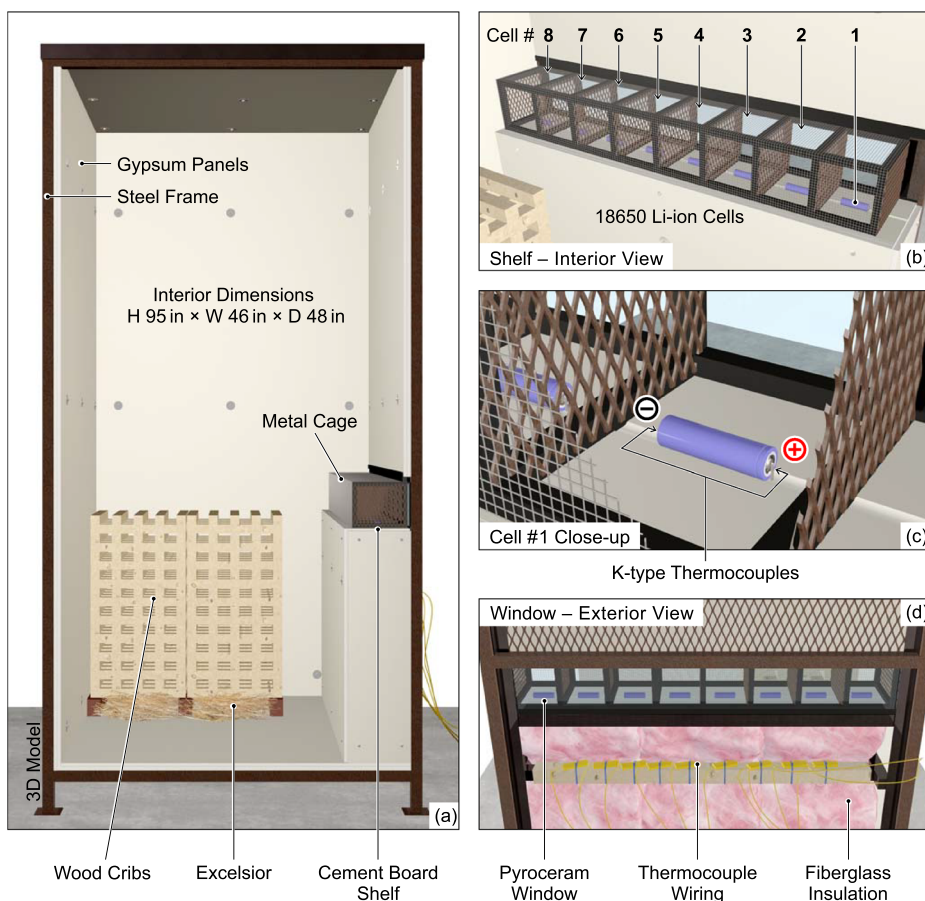 Gypsum Panels
Steel Frame
Interior Dimensions
H 95 in × W 46 in × D 48 in
Metal Cage
3D Model
(a)
Wood Cribs
Excelsior
Cement Board
Shelf
Cell # 8 7 6 5 4 3 2 1
18650 Li-ion Cells
Shelf – Interior View
(b)
Cell #1 Close-up
(c)
K-type Thermocouples
Window – Exterior View
(d)
Pyroceram
Window
Thermocouple
Wiring
Fiberglass
Insulation